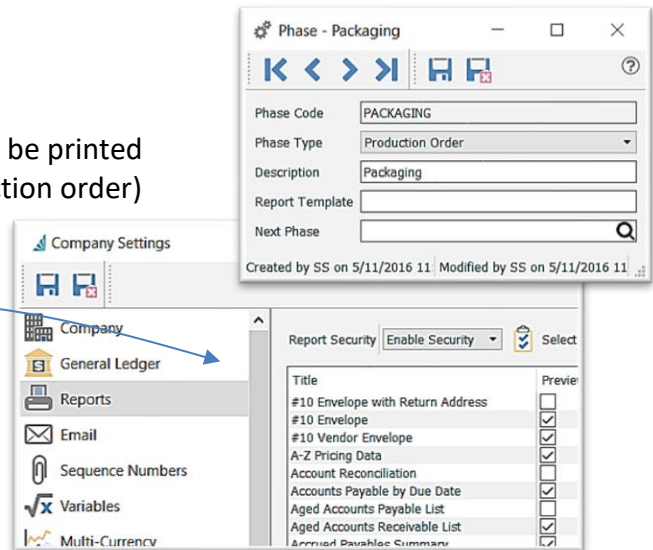 Phase - Packaging
Phase Code PACKAGING
Phase Type Production Order
Description Packaging
Report Template
Next Phase
Created by SS on 5/11/2016 11 Modified by SS on 5/11/2016 11
be printed
tion order)
Company Settings
Company
General Ledger
Reports
Email
Sequence Numbers
Variables
Multi-Currency
Report Security Enable Security Select
Title Preview
#10 Envelope with Return Address
#10 Envelope
#10 Vendor Envelope
A-Z Pricing Data
Account Reconciliation
Accounts Payable by Due Date
Aged Accounts Payable List
Aged Accounts Receivable List
Accrued Payables Summary